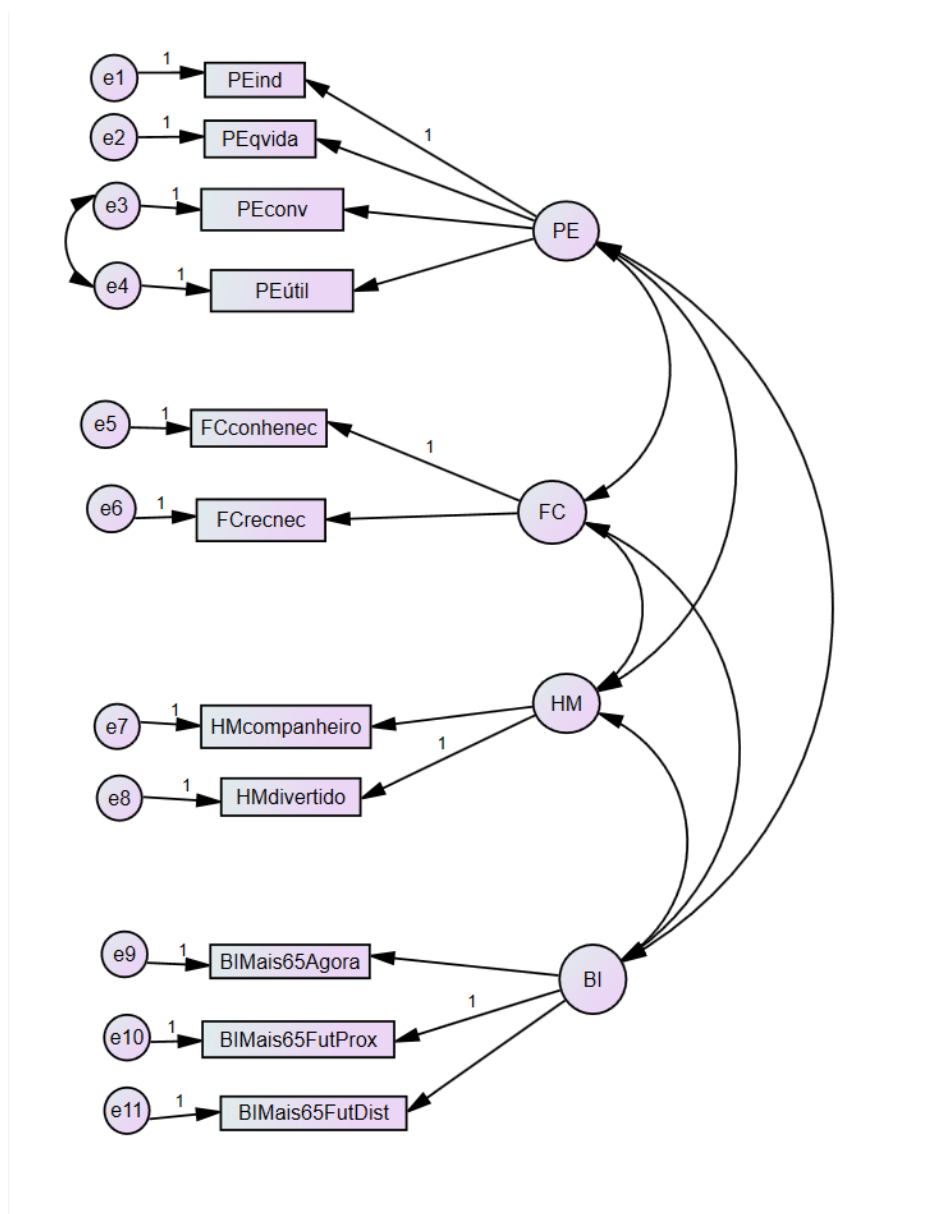 e1 1 PEind
1
e2 1 PEqvida
e3 1 PEconv
PE
e4 1 PEútil
e5 1 FCconhenec
1
e6 1 FCrecnec
FC
HM
e7 1 HMcompanheiro
1
e8 1 HMdivertido
e9 1 BIMais65Agora
BI
1
e10 1 BIMais65FutProx
e11 1 BIMais65FutDist